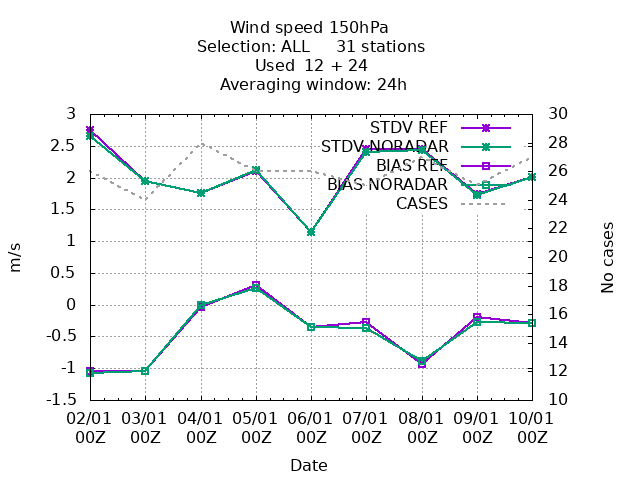 Wind speed 150hPa
Selection: ALL     31 stations
Used  12 + 24
Averaging window: 24h
STDV REF
STDV NORADAR
BIAS REF
BIAS NORADAR
CASES
3
2.5
2
1.5
1
0.5
0
-0.5
-1
-1.5
m/s
30
28
26
24
22
20
18
16
14
12
10
No cases
02/01 03/01 04/01 05/01 06/01 07/01 08/01 09/01 10/01
00Z 00Z 00Z 00Z 00Z 00Z 00Z 00Z 00Z
Date